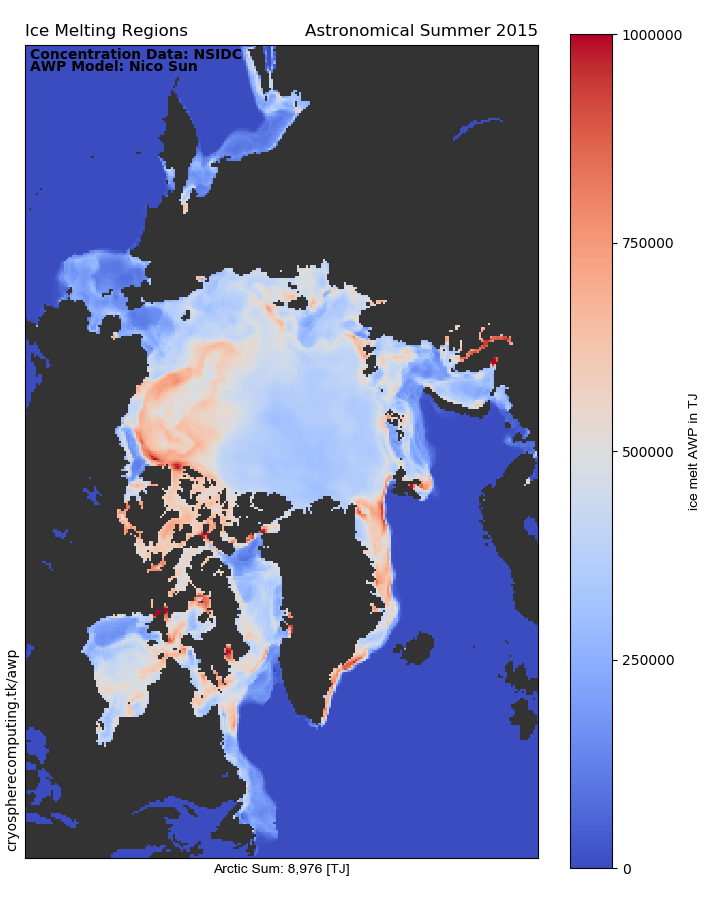 Ice Melting Regions
Astronomical Summer 2015
Concentration Data: NSIDC
AWP Model: Nico Sun
1000000
750000
500000
250000
0
ice melt AWP in TJ
cryospherecomputing.tk/awp
Arctic Sum: 8,976 [TJ]